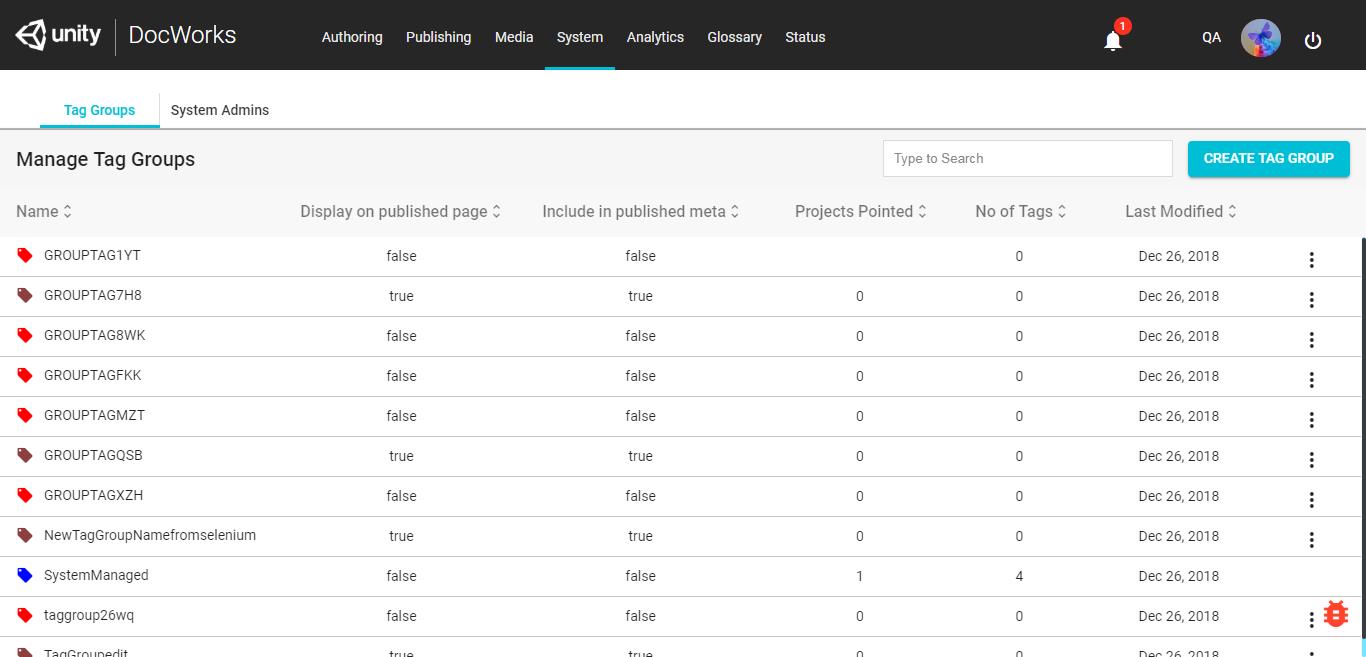 unity DocWorks Authoring Publishing Media System Analytics Glossary Status 1 QA
Tag Groups System Admins
Manage Tag Groups Type to Search CREATE TAG GROUP
Name Display on published page Include in published meta Projects Pointed No of Tags Last Modified
GROUPTAG1YT false false 0 Dec 26, 2018
GROUPTAG7H8 true true 0 0 Dec 26, 2018
GROUPTAG8WK false false 0 0 Dec 26, 2018
GROUPTAGFKK false false 0 0 Dec 26, 2018
GROUPTAGMZT false false 0 0 Dec 26, 2018
GROUPTAGQSB true true 0 0 Dec 26, 2018
GROUPTAGXZH false false 0 0 Dec 26, 2018
NewTagGroupNamefromselenium true true 0 0 Dec 26, 2018
SystemManaged false false 1 4 Dec 26, 2018
taggroup26wq false false 0 0 Dec 26, 2018
TagGroupedit true true 0 0 Dec 26, 2018